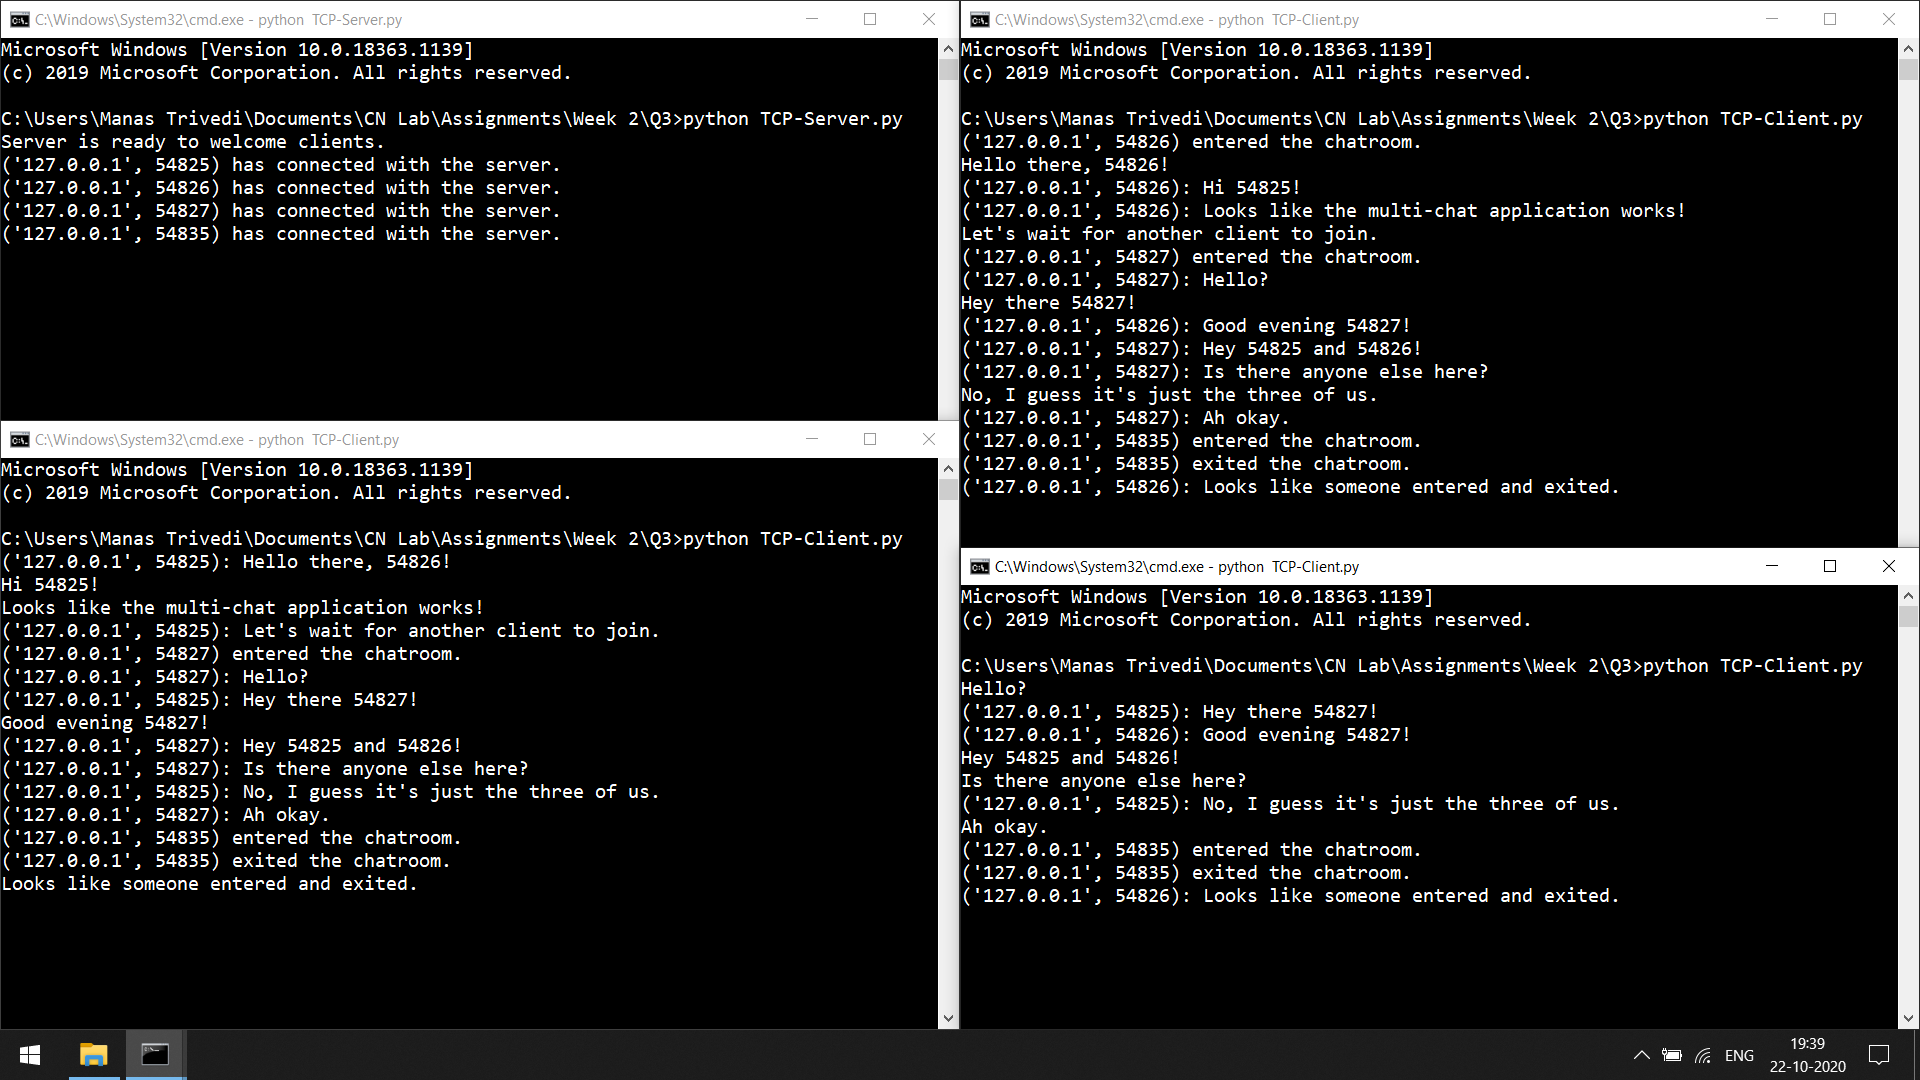 C:\Windows\System32\cmd.exe - python  TCP-Server.py
Microsoft Windows [Version 10.0.18363.1139]
(c) 2019 Microsoft Corporation. All rights reserved.
C:\Users\Manas Trivedi\Documents\CN Lab\Assignments\Week 2\Q3>python TCP-Server.py
Server is ready to welcome clients.
('127.0.0.1', 54825) has connected with the server.
('127.0.0.1', 54826) has connected with the server.
('127.0.0.1', 54827) has connected with the server.
('127.0.0.1', 54835) has connected with the server.
C:\Windows\System32\cmd.exe - python  TCP-Client.py
Microsoft Windows [Version 10.0.18363.1139]
(c) 2019 Microsoft Corporation. All rights reserved.
C:\Users\Manas Trivedi\Documents\CN Lab\Assignments\Week 2\Q3>python TCP-Client.py
('127.0.0.1', 54826) entered the chatroom.
Hello there, 54826!
('127.0.0.1', 54826): Hi 54825!
('127.0.0.1', 54826): Looks like the multi-chat application works!
Let's wait for another client to join.
('127.0.0.1', 54827) entered the chatroom.
('127.0.0.1', 54827): Hello?
Hey there 54827!
('127.0.0.1', 54826): Good evening 54827!
('127.0.0.1', 54827): Hey 54825 and 54826!
('127.0.0.1', 54827): Is there anyone else here?
No, I guess it's just the three of us.
('127.0.0.1', 54827): Ah okay.
('127.0.0.1', 54835) entered the chatroom.
('127.0.0.1', 54835) exited the chatroom.
('127.0.0.1', 54826): Looks like someone entered and exited.
C:\Windows\System32\cmd.exe - python  TCP-Client.py
Microsoft Windows [Version 10.0.18363.1139]
(c) 2019 Microsoft Corporation. All rights reserved.
C:\Users\Manas Trivedi\Documents\CN Lab\Assignments\Week 2\Q3>python TCP-Client.py
('127.0.0.1', 54825): Hello there, 54826!
Hi 54825!
Looks like the multi-chat application works!
('127.0.0.1', 54825): Let's wait for another client to join.
('127.0.0.1', 54827) entered the chatroom.
('127.0.0.1', 54827): Hello?
('127.0.0.1', 54825): Hey there 54827!
Good evening 54827!
('127.0.0.1', 54827): Hey 54825 and 54826!
('127.0.0.1', 54827): Is there anyone else here?
('127.0.0.1', 54825): No, I guess it's just the three of us.
('127.0.0.1', 54827): Ah okay.
('127.0.0.1', 54835) entered the chatroom.
('127.0.0.1', 54835) exited the chatroom.
Looks like someone entered and exited.
C:\Windows\System32\cmd.exe - python  TCP-Client.py
Microsoft Windows [Version 10.0.18363.1139]
(c) 2019 Microsoft Corporation. All rights reserved.
C:\Users\Manas Trivedi\Documents\CN Lab\Assignments\Week 2\Q3>python TCP-Client.py
Hello?
('127.0.0.1', 54825): Hey there 54827!
('127.0.0.1', 54826): Good evening 54827!
Hey 54825 and 54826!
Is there anyone else here?
('127.0.0.1', 54825): No, I guess it's just the three of us.
Ah okay.
('127.0.0.1', 54835) entered the chatroom.
('127.0.0.1', 54835) exited the chatroom.
('127.0.0.1', 54826): Looks like someone entered and exited.
ENG
19:39
22-10-2020